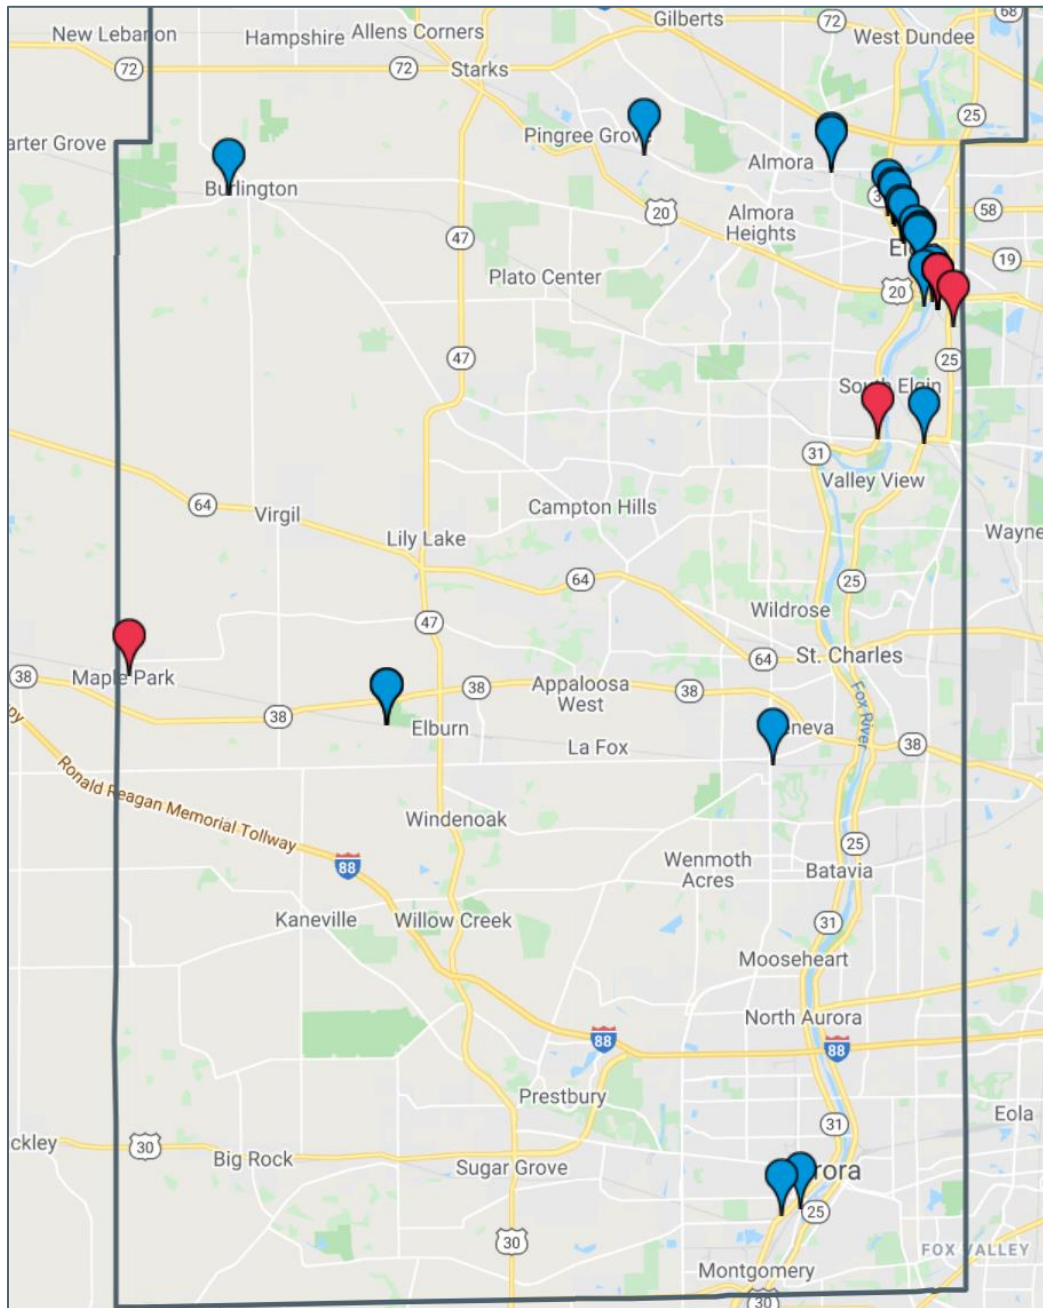 Gilberts
72
68
New Lebanon
Hampshire
Allens Corners
West Dundee
72
72
Starks
25
arter Grove
Pingree Grove
Almora
Burlington
20
Almora
Heights
58
47
El
19
Plato Center
20
47
25
South Elgin
31
Valley View
64
Virgil
Campton Hills
Lily Lake
Wayne
64
25
Wildrose
47
64
St. Charles
38
Maple Park
38
Appaloosa
West
38
38
Elburn
La Fox
eneva
38
Fox River
Ronald Reagan Memorial Tollway
Windenoak
88
25
Wenmoth
Acres
Batavia
Kaneville
Willow Creek
31
Mooseheart
North Aurora
88
88
Prestbury
31
Eola
ckley
30
Big Rock
Sugar Grove
rora
25
30
FOX VALLEY
Montgomery
30